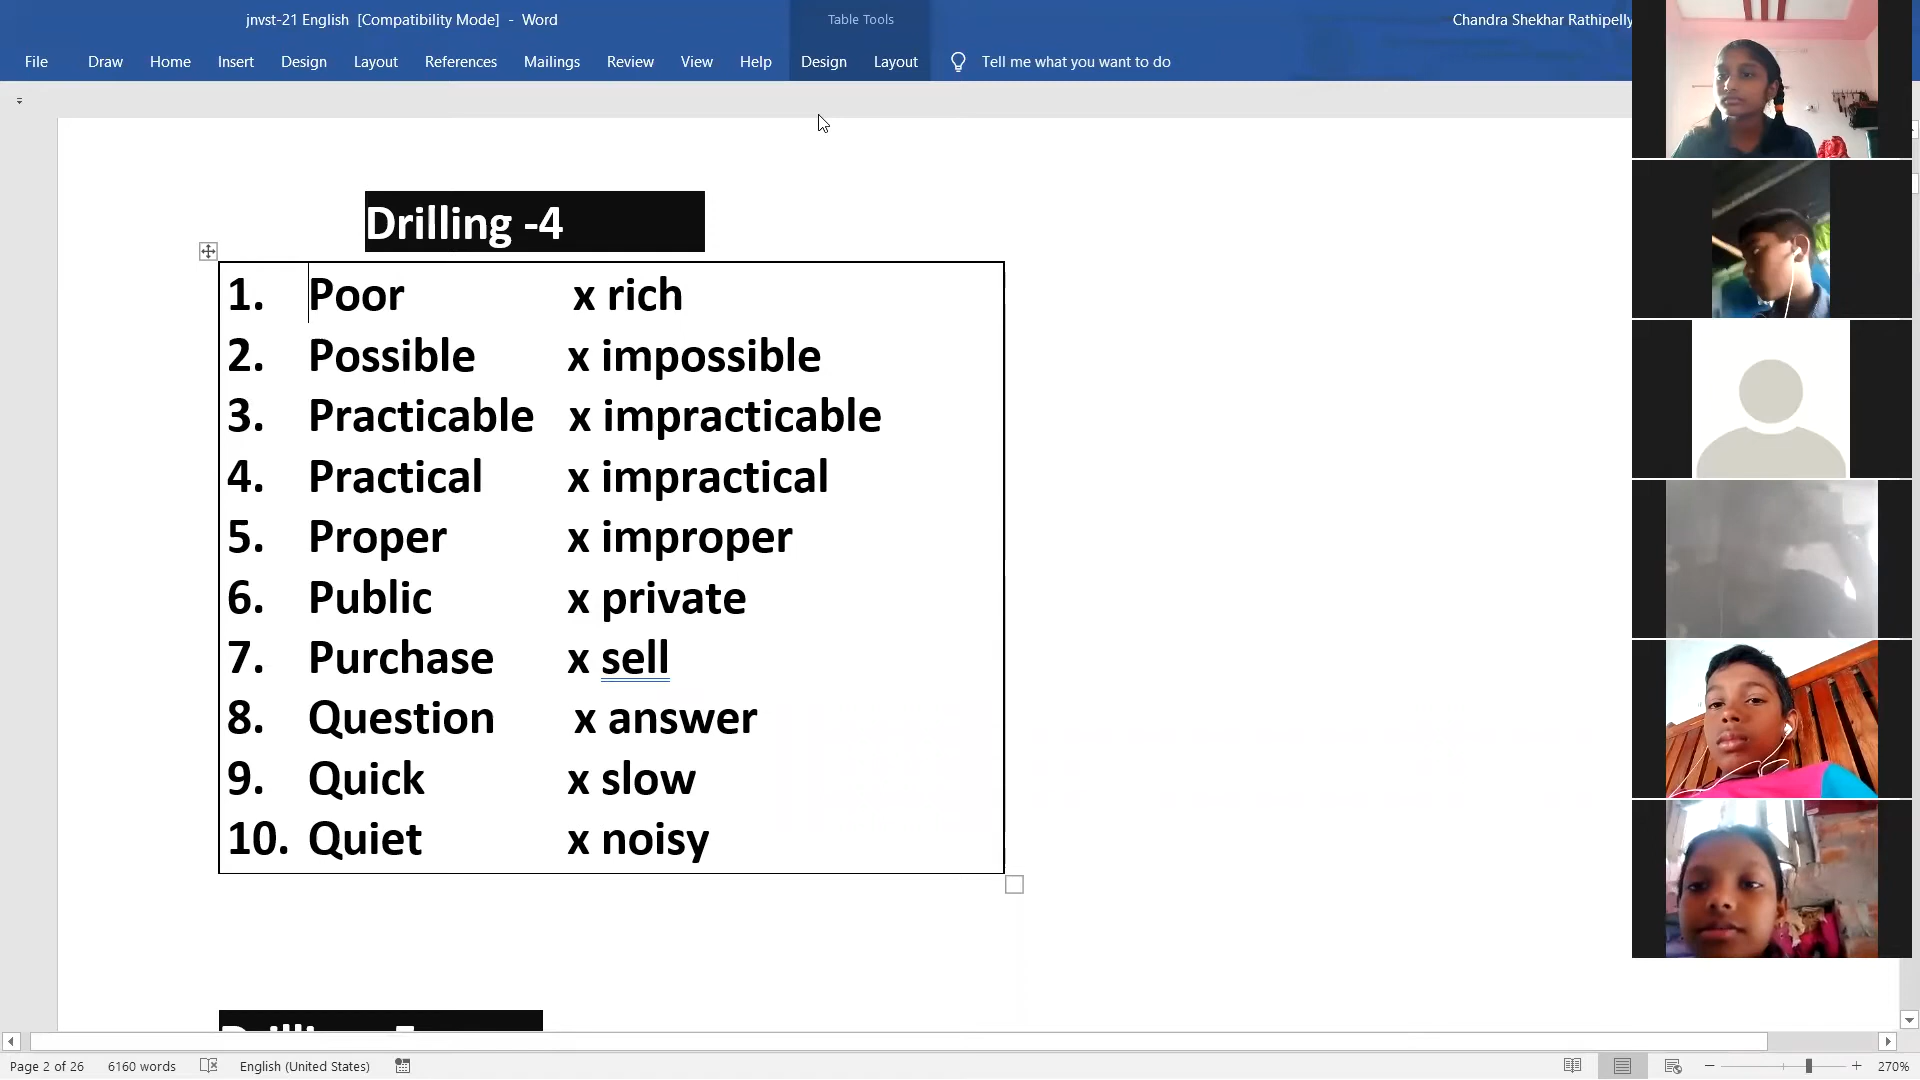 jnvst-21 English [Compatibility Mode] - Word
Table Tools
Chandra Shekhar Rathipelly
File Draw Home Insert Design Layout References Mailings Review View Help Design Layout Tell me what you want to do
Drilling -4
1. Poor x rich
2. Possible x impossible
3. Practicable x impracticable
4. Practical x impractical
5. Proper x improper
6. Public x private
7. Purchase x sell
8. Question x answer
9. Quick x slow
10. Quiet x noisy
Page 2 of 26 6160 words English (United States) 270%